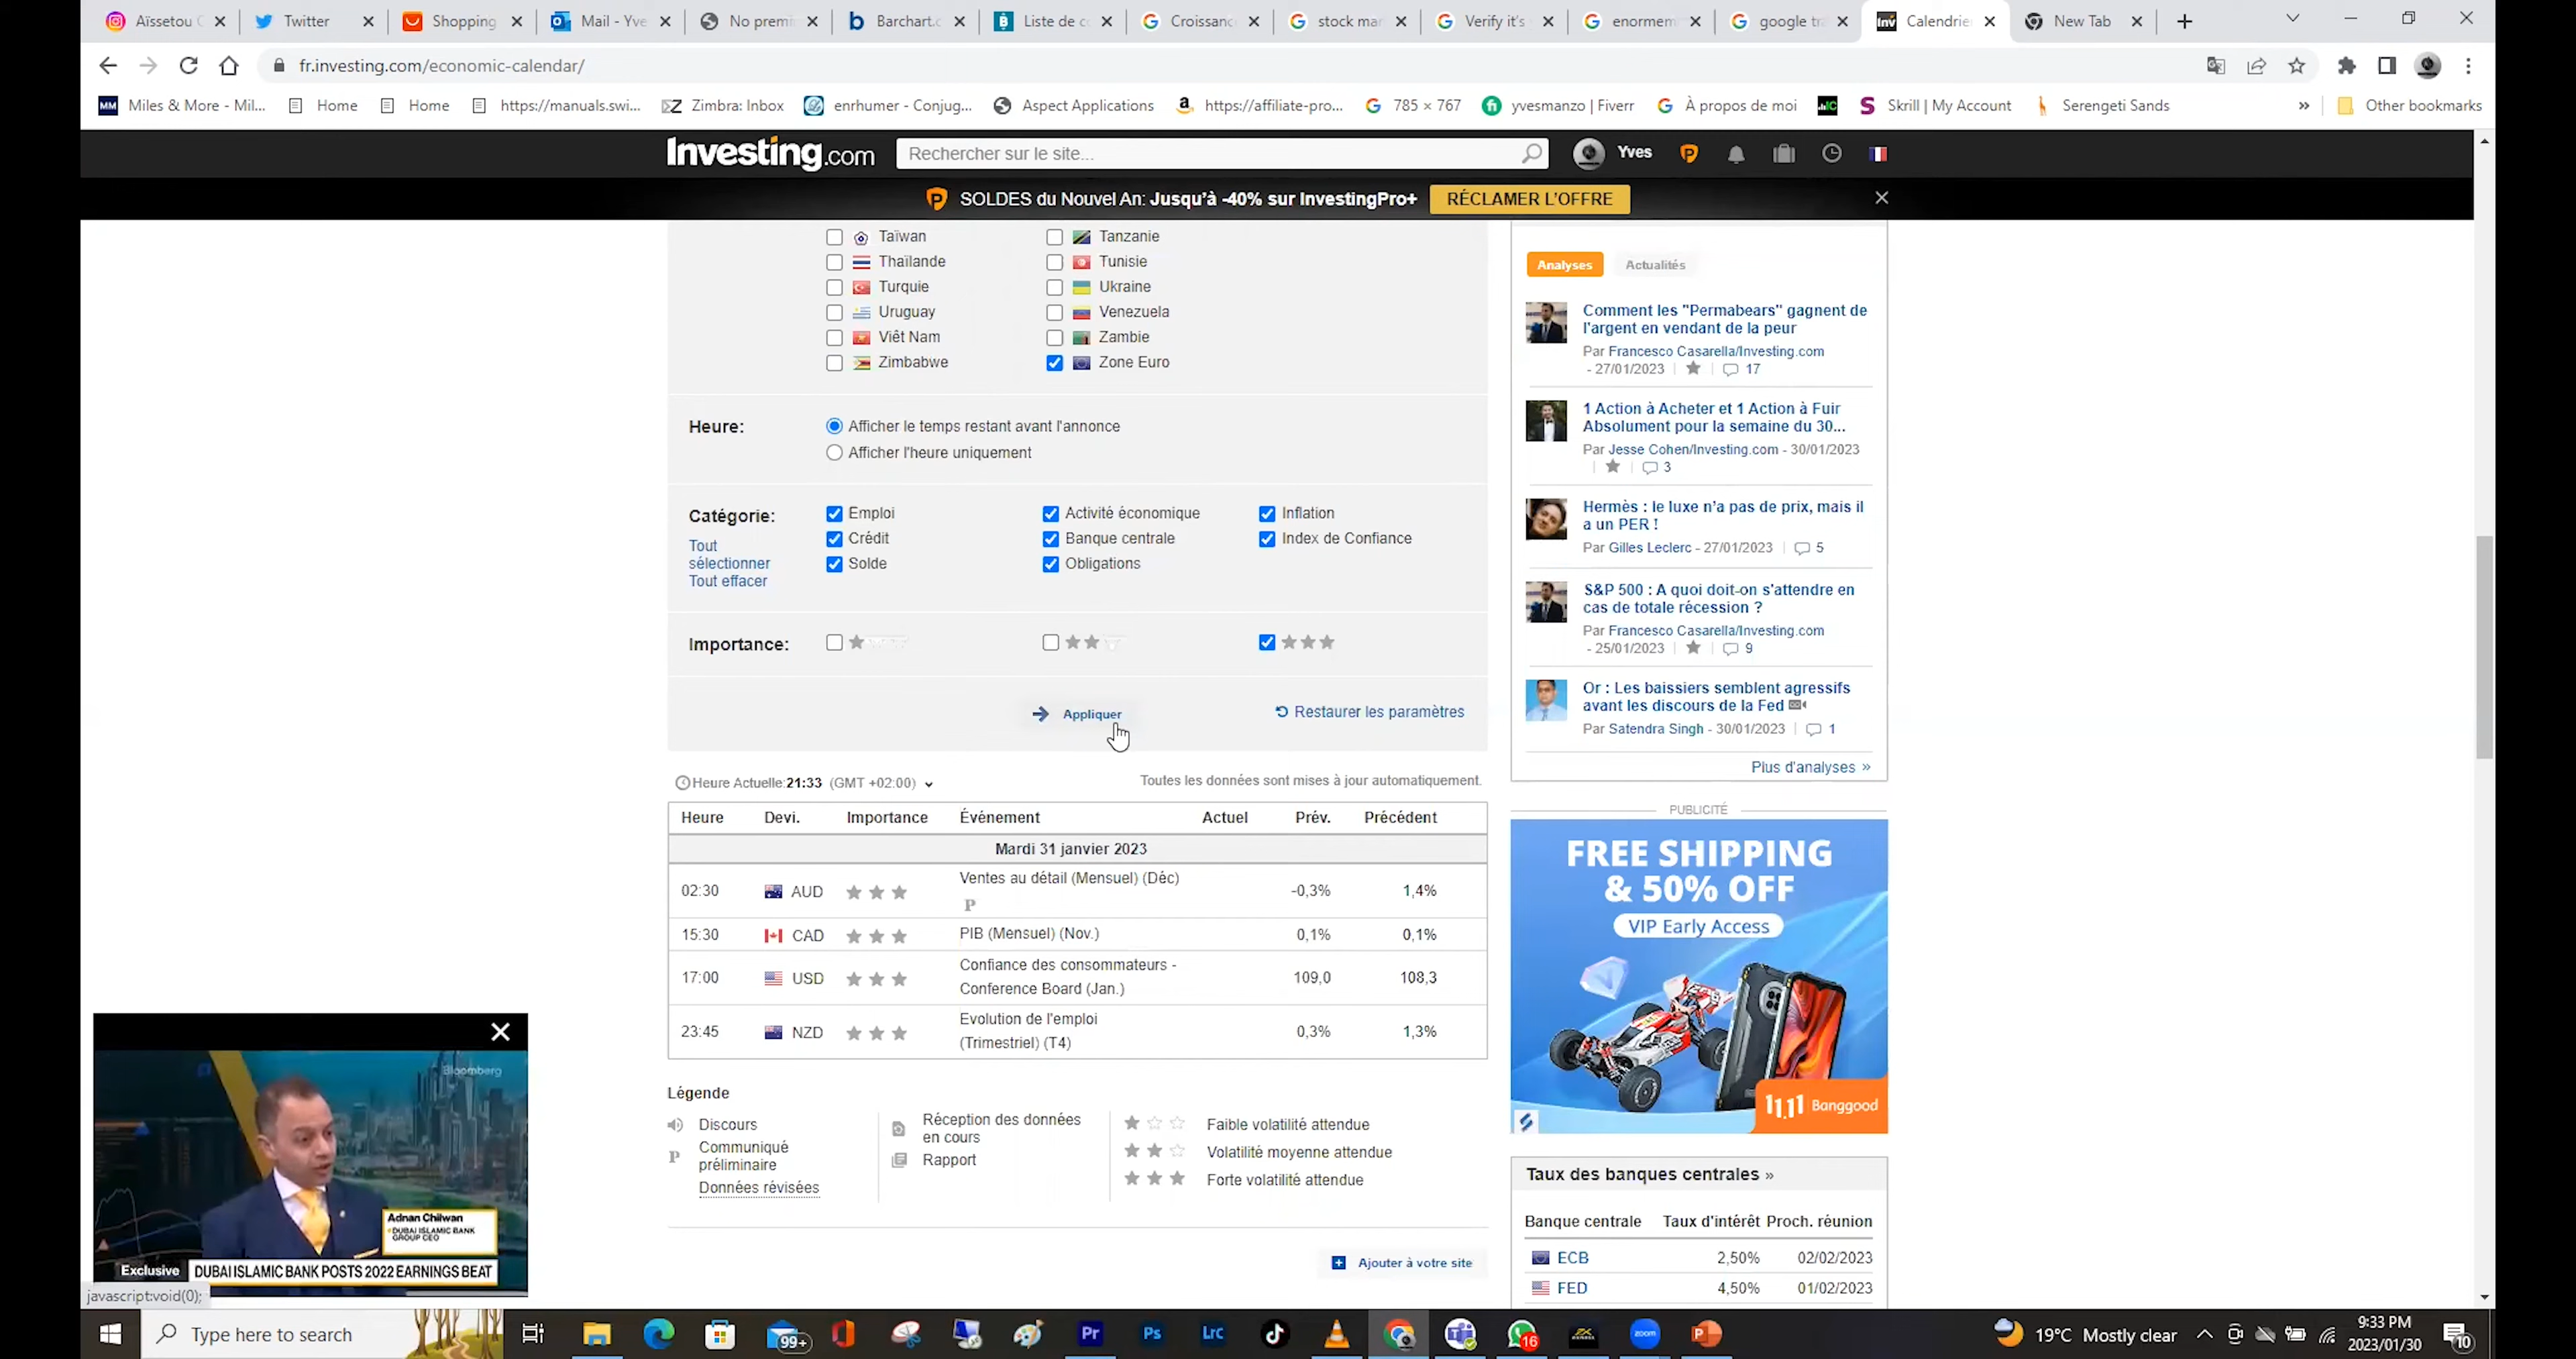 Aïssetou
Twitter
Shopping
Mail - Yve
No premi
Barchart.c
Liste de c
Croissanc
stock mar
Verify it's
enormem
google tra
Calendrie
New Tab
fr.investing.com/economic-calendar/
Miles & More - Mil...
Home
Home
https://manuals.swi...
Zimbra: Inbox
enrhumer - Conjug...
Aspect Applications
https://affiliate-pro...
785 × 767
yvesmanzo | Fiverr
À propos de moi
Skrill | My Account
Serengeti Sands
»
Other bookmarks
Investing.com
Rechercher sur le site...
Yves
SOLDES du Nouvel An: Jusqu'à -40% sur InvestingPro+
RÉCLAMER L'OFFRE
Taïwan
Tanzanie
Thaïlande
Tunisie
Turquie
Ukraine
Uruguay
Venezuela
Viêt Nam
Zambie
Zimbabwe
Zone Euro
Heure:
Afficher le temps restant avant l'annonce
Afficher l'heure uniquement
Catégorie:
Tout
sélectionner
Tout effacer
Emploi
Activité économique
Inflation
Crédit
Banque centrale
Index de Confiance
Solde
Obligations
Importance:
Appliquer
Restaurer les paramètres
Heure Actuelle:21:33 (GMT +02:00)
Toutes les données sont mises à jour automatiquement.
Heure Devi. Importance Événement Actuel Prév. Précédent
Mardi 31 janvier 2023
02:30 AUD Ventes au détail (Mensuel) (Déc) -0,3% 1,4%
P
15:30 CAD PIB (Mensuel) (Nov.) 0,1% 0,1%
17:00 USD Confiance des consommateurs - 109,0 108,3
Conference Board (Jan.)
23:45 NZD Evolution de l'emploi 0,3% 1,3%
(Trimestriel) (T4)
Légende
Discours
P Communiqué
préliminaire
Données révisées
Réception des données
en cours
Rapport
Faible volatilité attendue
Volatilité moyenne attendue
Forte volatilité attendue
Ajouter à votre site
Analyses
Actualités
Comment les "Permabears" gagnent de
l'argent en vendant de la peur
Par Francesco Casarella/Investing.com
- 27/01/2023 | 17
1 Action à Acheter et 1 Action à Fuir
Absolument pour la semaine du 30...
Par Jesse Cohen/Investing.com - 30/01/2023
3
Hermès : le luxe n'a pas de prix, mais il
a un PER !
Par Gilles Leclerc - 27/01/2023 | 5
S&P 500 : A quoi doit-on s'attendre en
cas de totale récession ?
Par Francesco Casarella/Investing.com
- 25/01/2023 | 9
Or : Les baissiers semblent agressifs
avant les discours de la Fed
Par Satendra Singh - 30/01/2023 | 1
Plus d'analyses »
PUBLICITÉ
FREE SHIPPING
& 50% OFF
VIP Early Access
11.11 Banggood
Taux des banques centrales »
Banque centrale Taux d'intérêt Proch. réunion
ECB 2,50% 02/02/2023
FED 4,50% 01/02/2023
Bloomberg
Adnan Chilwan
DUBAI ISLAMIC BANK
GROUP CEO
Exclusive
DUBAI ISLAMIC BANK POSTS 2022 EARNINGS BEAT
javascript:void(0);
Type here to search
99+
Pr
Ps
Lrc
16
zoom
19°C Mostly clear
9:33 PM
2023/01/30
10